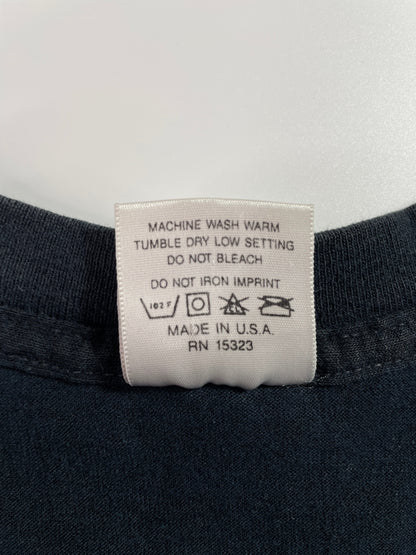 MACHINE WASH WARM
TUMBLE DRY LOW SETTING
DO NOT BLEACH
DO NOT IRON IMPRINT
102 F
MADE IN U.S.A.
RN 15323